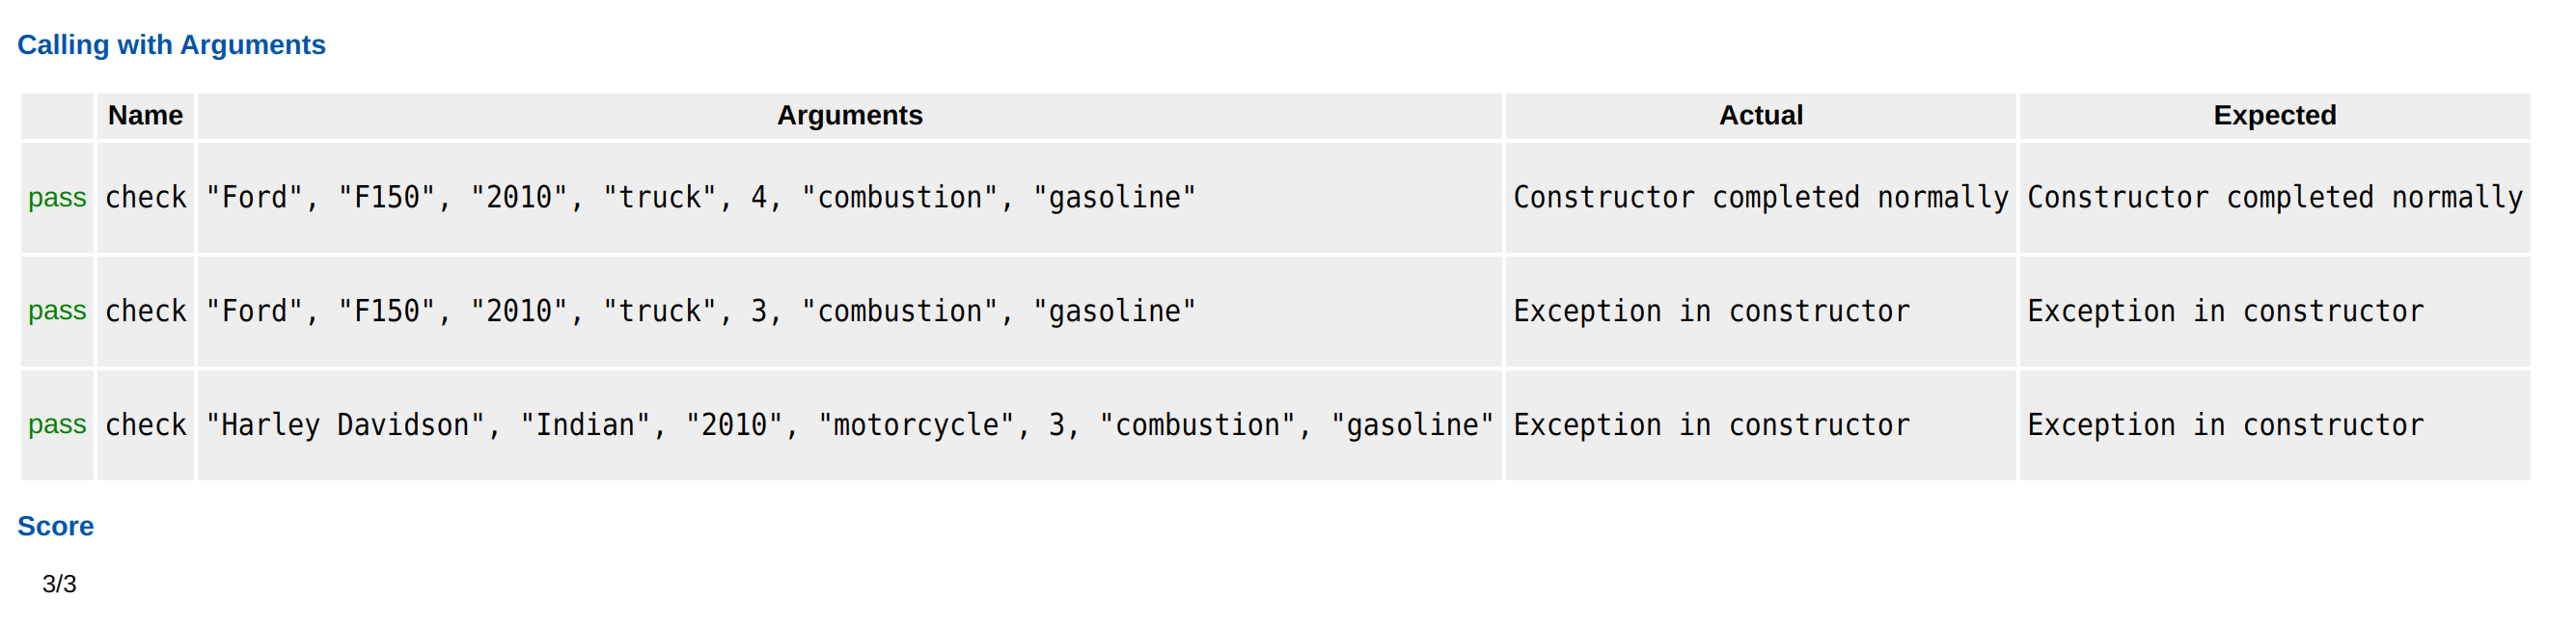 Calling with Arguments
Name Arguments Actual Expected
pass check "Ford", "F150", "2010", "truck", 4, "combustion", "gasoline" Constructor completed normally Constructor completed normally
pass check "Ford", "F150", "2010", "truck", 3, "combustion", "gasoline" Exception in constructor Exception in constructor
pass check "Harley Davidson", "Indian", "2010", "motorcycle", 3, "combustion", "gasoline" Exception in constructor Exception in constructor
Score
3/3